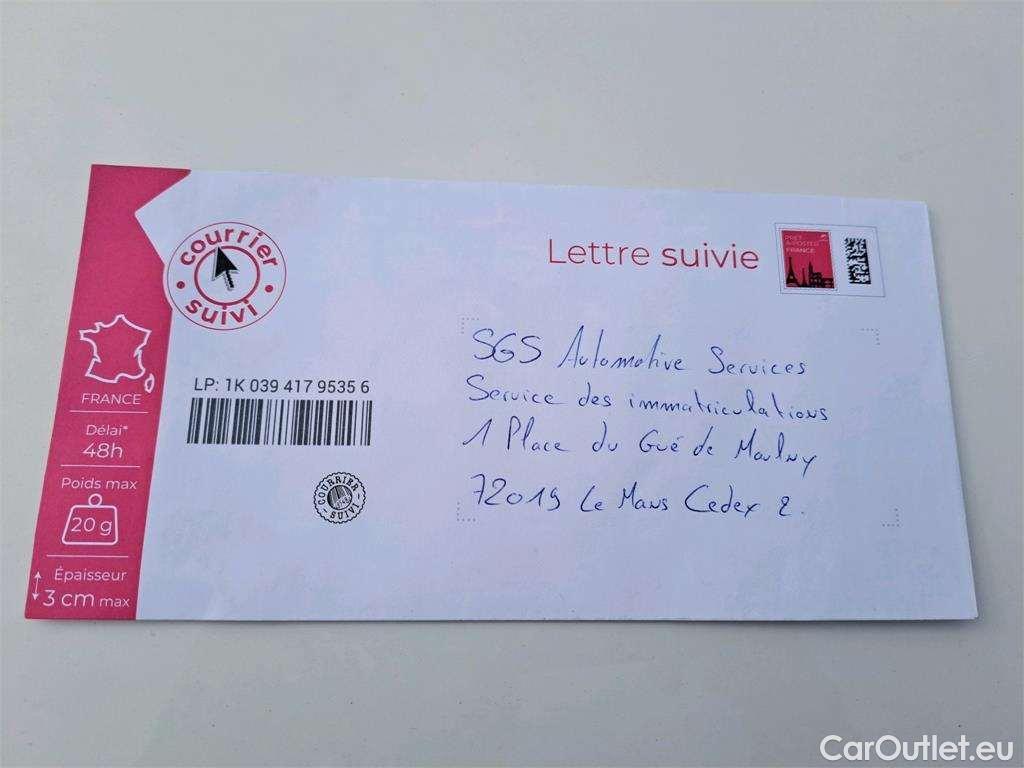 Lettre suivie
PRÊT
À POSTER
FRANCE
courrier
suivi
SGS Automotive Services
Service des immatriculations
1 Place du Gué de Maulny
72019 Le Mans Cedex 2.
LP: 1K 039 417 9535 6
COURRIER
SUIVI
FRANCE
Délai*
48h
Poids max
20 g
Épaisseur
3 cm max
CarOutlet.eu